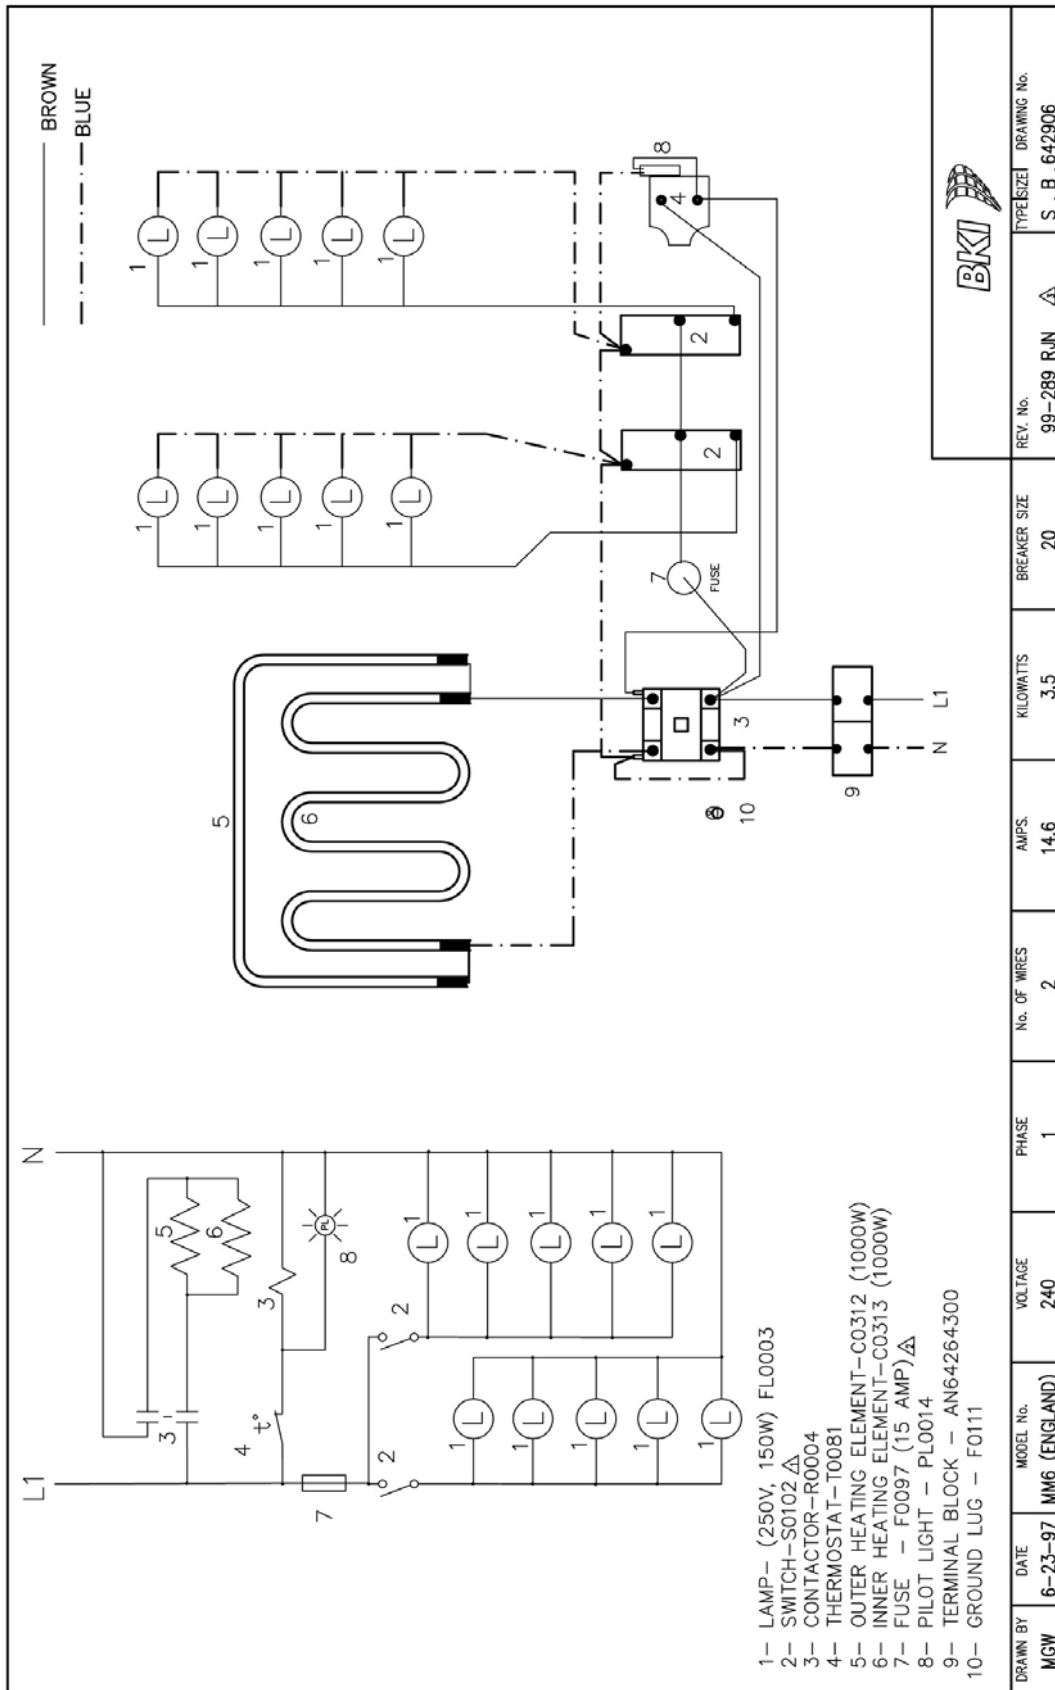 BROWN
BLUE
L1
N
3
5
6
4
t°
3
PL
8
7
2
2
L
1
L
1
L
1
L
1
L
1
L
1
L
1
L
1
L
1
L
1
5
6
1
L
1
L
1
L
1
L
1
L
1
L
1
L
1
L
1
L
1
L
2
2
4
8
7
FUSE
3
10
9
N
L1
1- LAMP- (250V, 150W) FL0003
2- SWITCH-S0102
3- CONTACTOR-R0004
4- THERMOSTAT-T0081
5- OUTER HEATING ELEMENT-C0312 (1000W)
6- INNER HEATING ELEMENT-C0313 (1000W)
7- FUSE - F0097 (15 AMP)
8- PILOT LIGHT - PL0014
9- TERMINAL BLOCK - AN64264300
10- GROUND LUG - F0111
BKI
DRAWN BY DATE MODEL No. VOLTAGE PHASE No. OF WIRES AMPS. KILOWATTS BREAKER SIZE REV. No. TYPE SIZE DRAWING No.
MGW 6-23-97 MM6 (ENGLAND) 240 1 2 14.6 3.5 20 99-289 RJN S B 642906